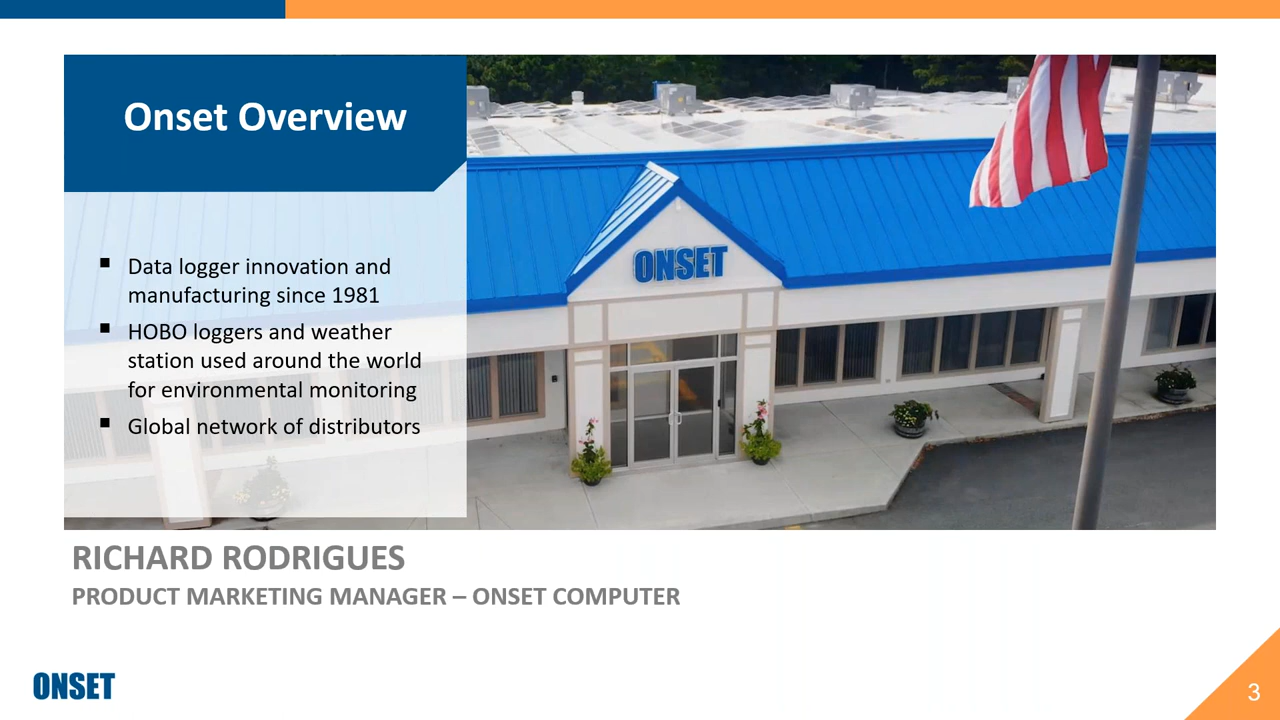 Onset Overview
▪ Data logger innovation and
manufacturing since 1981
▪ HOBO loggers and weather
station used around the world
for environmental monitoring
▪ Global network of distributors
ONSET
RICHARD RODRIGUES
PRODUCT MARKETING MANAGER – ONSET COMPUTER
ONSET
3